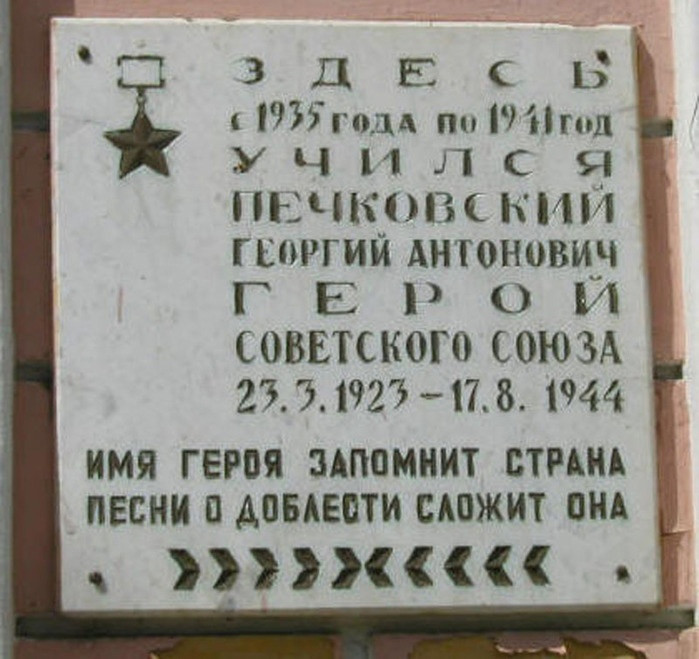 ЗДЕСЬ
с 1935 года по 1941 год
УЧИЛСЯ
ПЕЧКОВСКИЙ
ГЕОРГИЙ АНТОНОВИЧ
ГЕРОЙ
СОВЕТСКОГО СОЮЗА
23.3.1923 – 17.8.1944
ИМЯ ГЕРОЯ ЗАПОМНИТ СТРАНА
ПЕСНИ О ДОБЛЕСТИ СЛОЖИТ ОНА